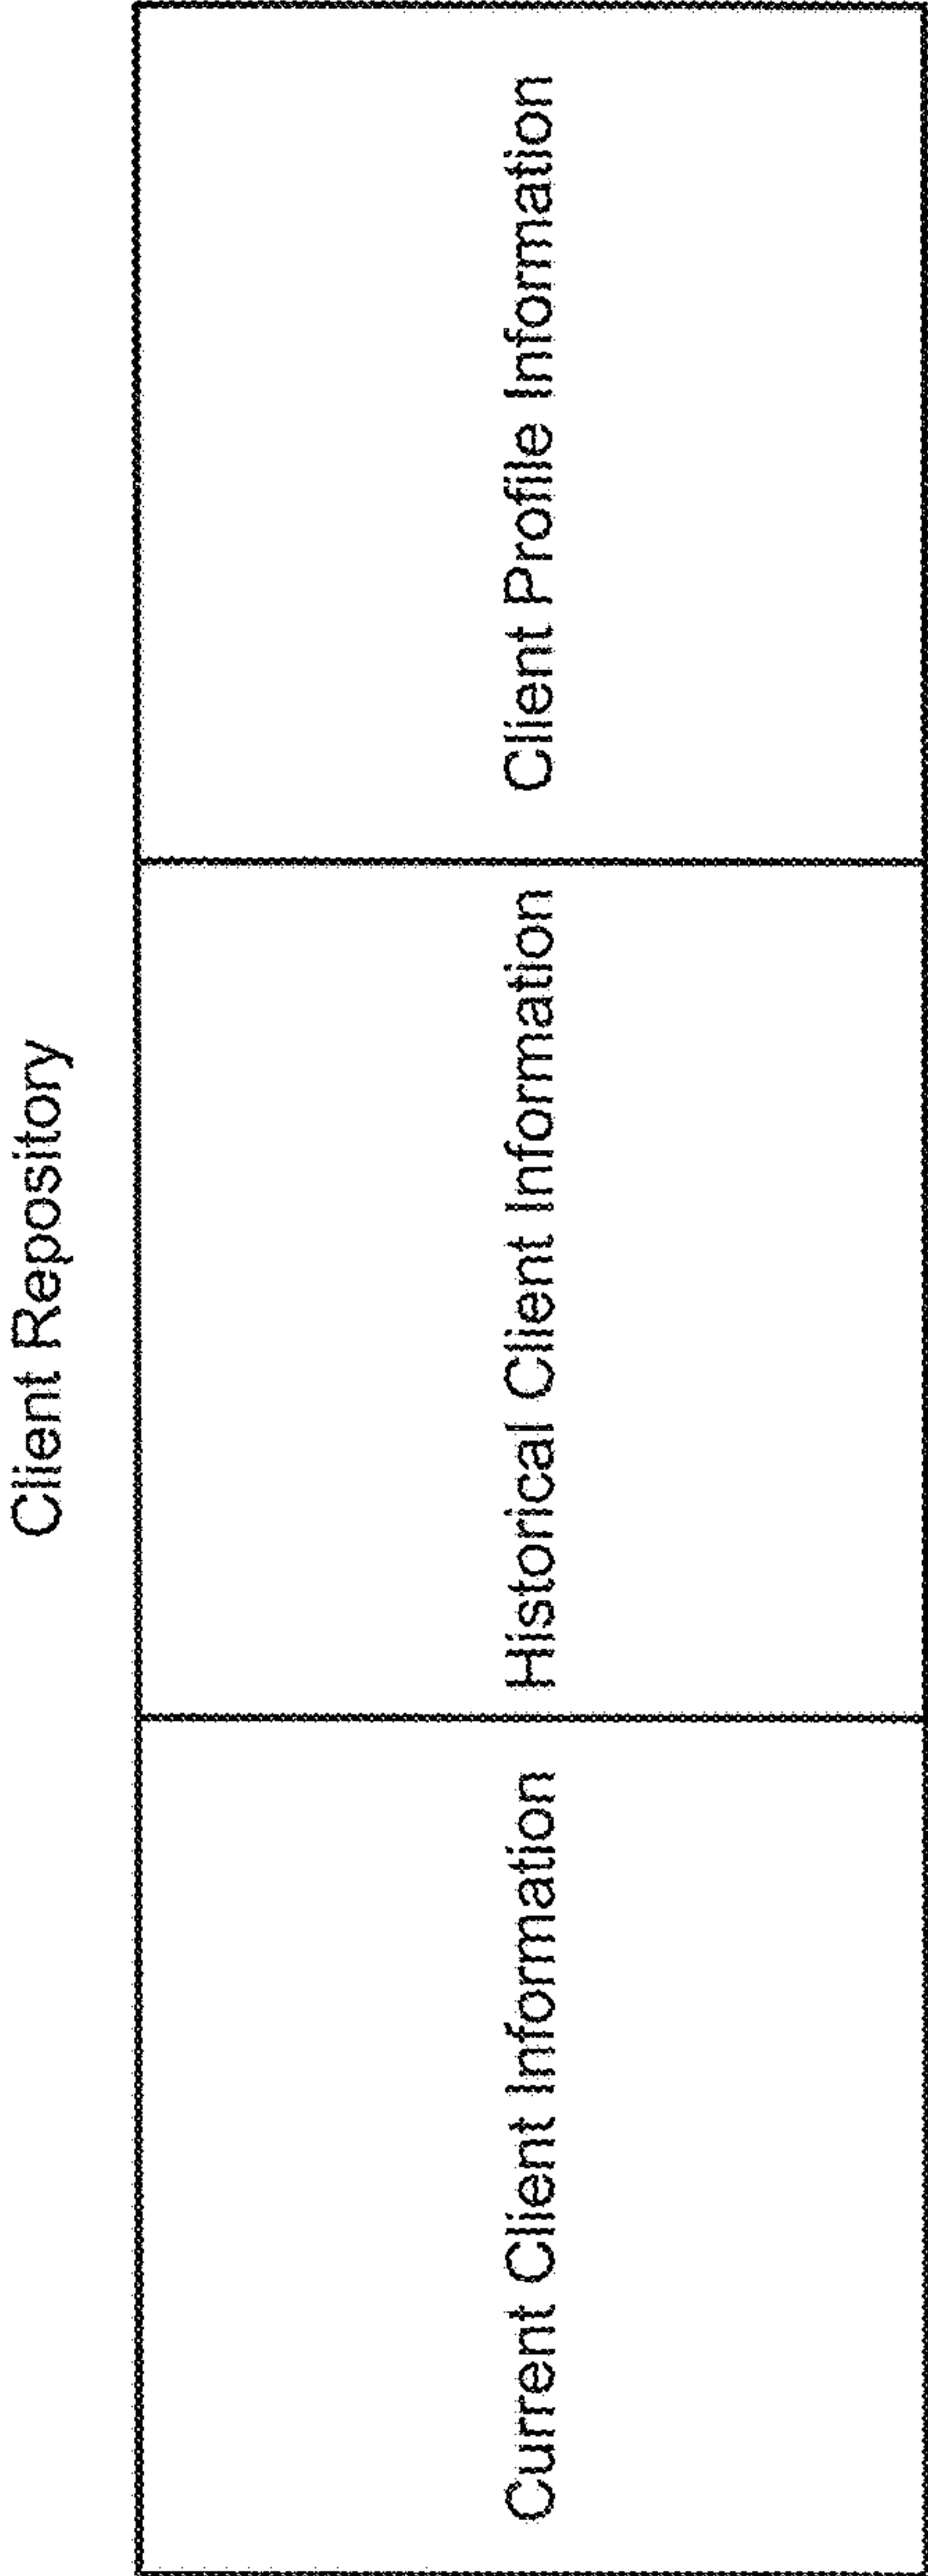 Client Repository
Current Client Information
Historical Client Information
Client Profile Information